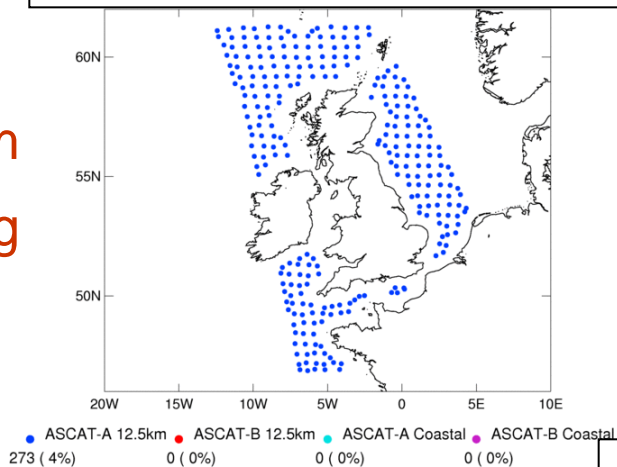 60N
n
55N
g
50N
20W 15W 10W 5W 0 5E 10E
ASCAT-A 12.5km ASCAT-B 12.5km ASCAT-A Coastal ASCAT-B Coastal
273 ( 4%) 0 ( 0%) 0 ( 0%) 0 ( 0%)